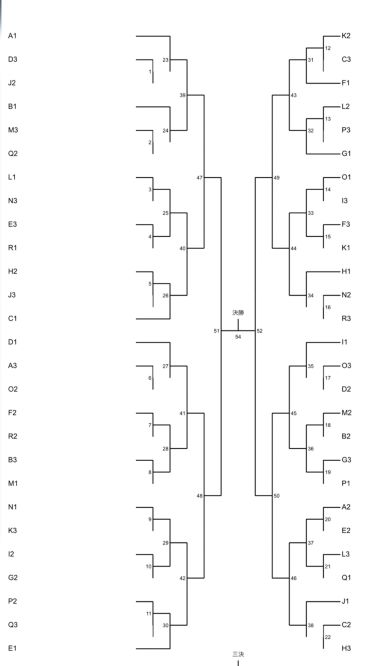 A1
D3
1
23
J2
39
B1
M3
2
24
Q2
47
L1
3
N3
25
E3
4
R1
40
H2
5
J3
26
C1
51
D1
27
A3
6
O2
41
F2
7
R2
28
B3
8
M1
48
N1
9
K3
29
I2
10
G2
42
P2
11
Q3
30
E1
決勝
54
三決
K2
12
C3
31
F1
43
L2
13
P3
32
G1
49
O1
14
I3
33
F3
15
K1
44
H1
34
N2
16
R3
52
I1
35
O3
17
D2
45
M2
18
B2
36
G3
19
P1
50
A2
20
E2
37
L3
21
Q1
46
J1
38
C2
22
H3